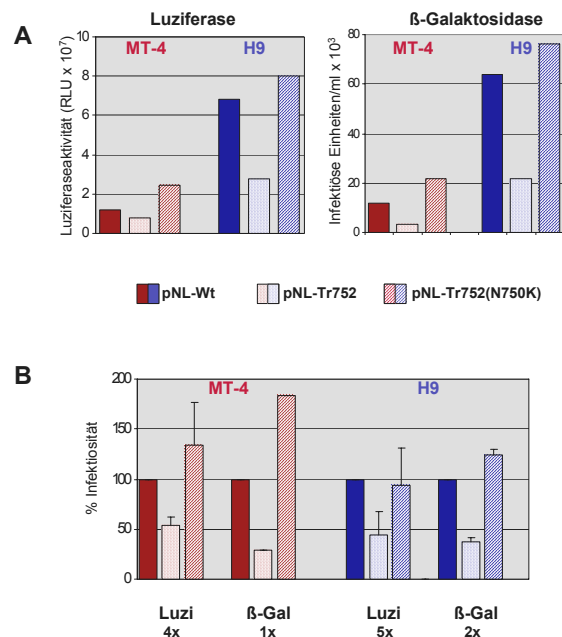 A
Luziferase
MT-4 H9
Luziferaseaktivität (RLU x 10⁷)
10
8
6
4
2
0
ß-Galaktosidase
MT-4 H9
Infektiöse Einheiten/ml x 10³
80
60
40
20
0
pNL-Wt pNL-Tr752 pNL-Tr752(N750K)
B
MT-4 H9
% Infektiosität
200
150
100
50
0
Luzi ß-Gal Luzi ß-Gal
4x 1x 5x 2x